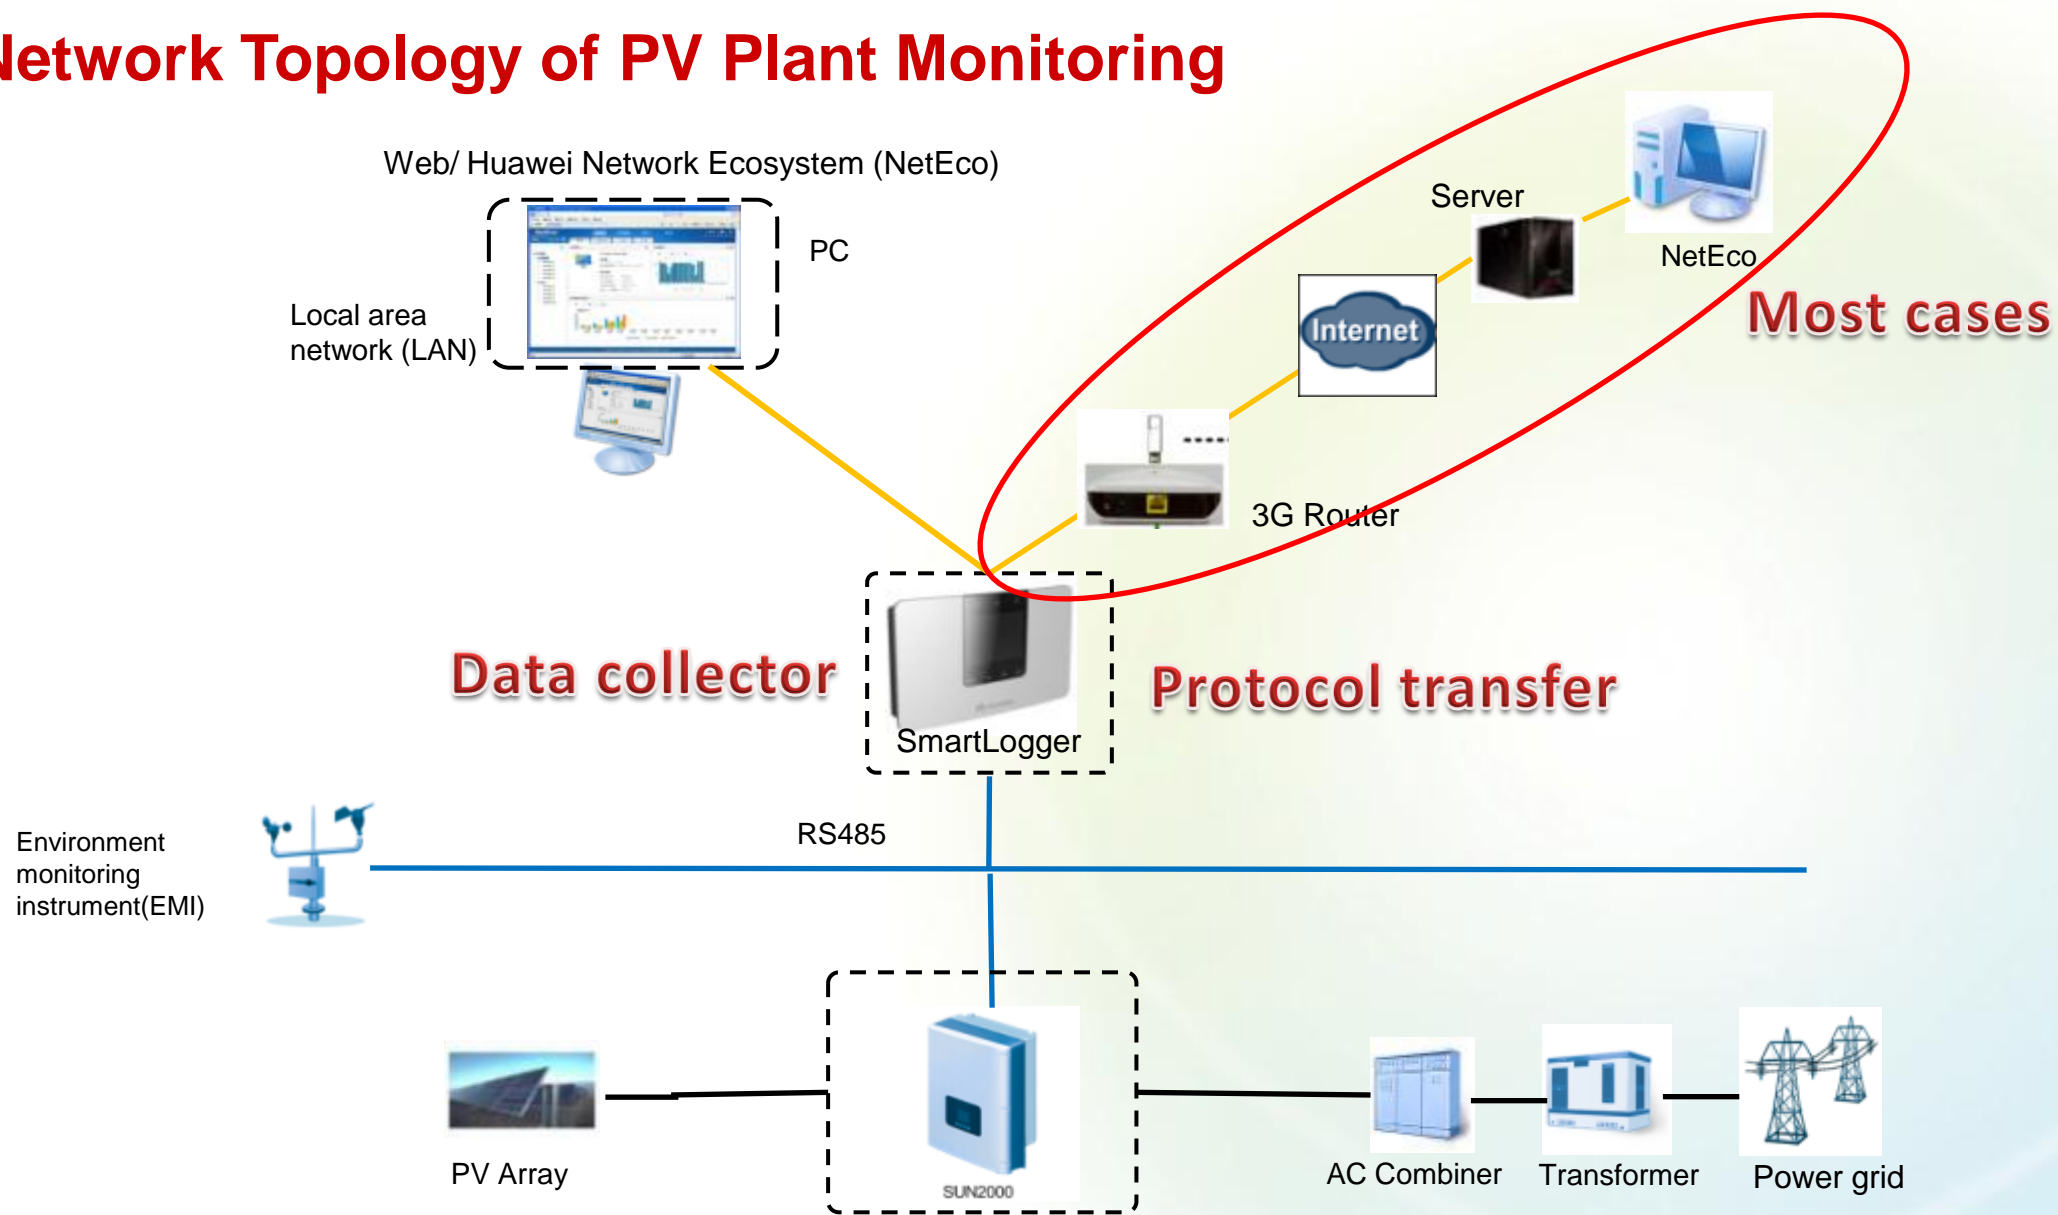 Network Topology of PV Plant Monitoring
Web/ Huawei Network Ecosystem (NetEco)
PC
Local area
network (LAN)
Server
NetEco
Internet
Most cases
3G Router
Data collector
SmartLogger
Protocol transfer
RS485
Environment
monitoring
instrument(EMI)
PV Array
SUN2000
AC Combiner
Transformer
Power grid